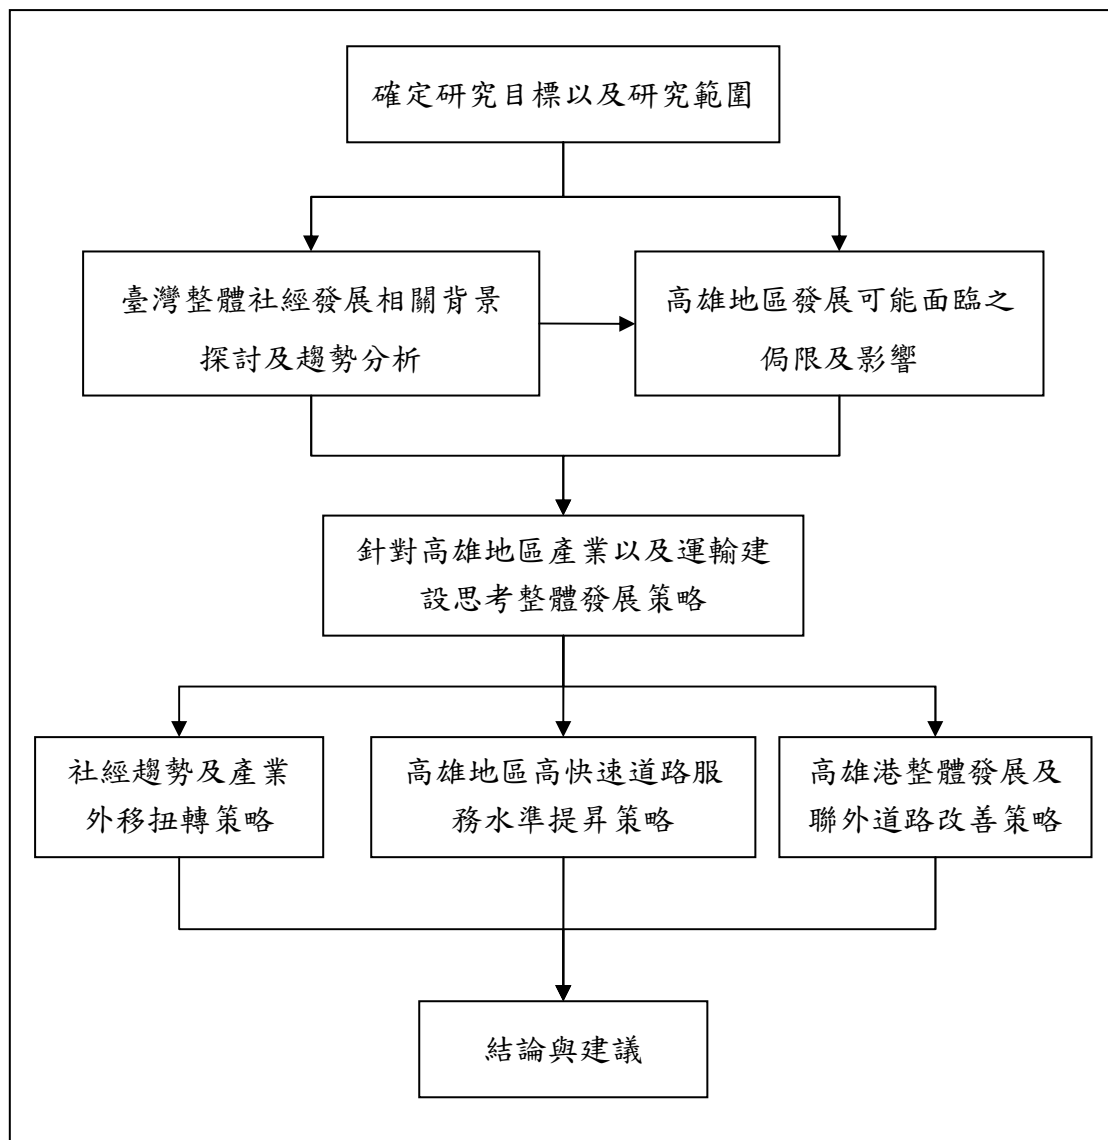 確定研究目標以及研究範圍
臺灣整體社經發展相關背景
探討及趨勢分析
高雄地區發展可能面臨之
侷限及影響
針對高雄地區產業以及運輸建
設思考整體發展策略
社經趨勢及產業
外移扭轉策略
高雄地區高快速道路服
務水準提昇策略
高雄港整體發展及
聯外道路改善策略
結論與建議